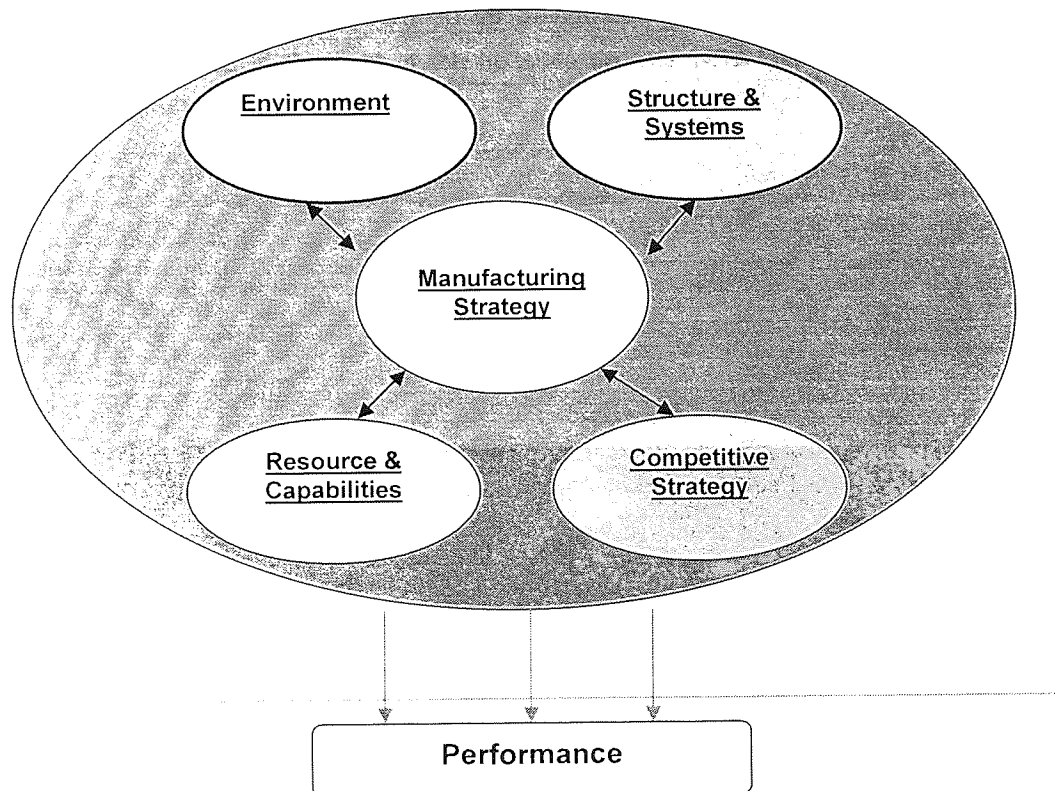 Environment
Structure &
Systems
Manufacturing
Strategy
Resource &
Capabilities
Competitive
Strategy
Performance